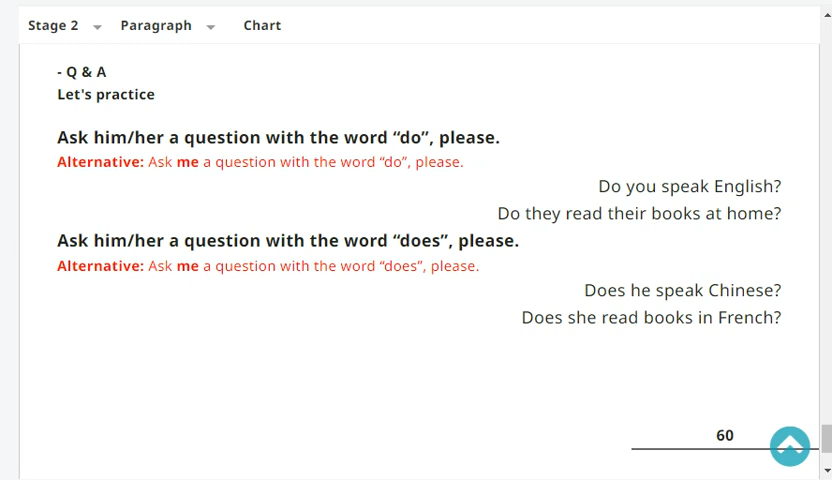 Stage 2 Paragraph Chart
- Q & A
Let's practice
Ask him/her a question with the word “do”, please.
Alternative: Ask me a question with the word “do”, please.
Do you speak English?
Do they read their books at home?
Ask him/her a question with the word “does”, please.
Alternative: Ask me a question with the word “does”, please.
Does he speak Chinese?
Does she read books in French?
60